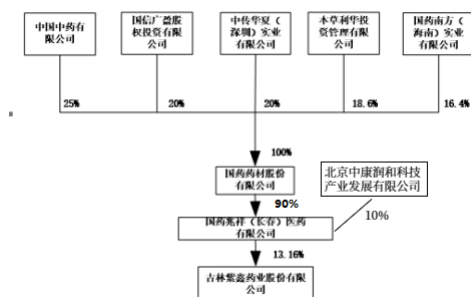 中国中药有
限公司
国信广盈股
权投资有限
公司
中传华夏（
深圳）实业
有限公司
本草利华投
资管理有限
公司
国药南方（
海南）实业
有限公司
25%
20%
20%
18.6%
16.4%
100%
国药药材股份
有限公司
北京中康润和科技
产业发展有限公司
90%
国药兆祥（长春）医药
有限公司
10%
13.16%
吉林紫鑫药业股份有限
公司